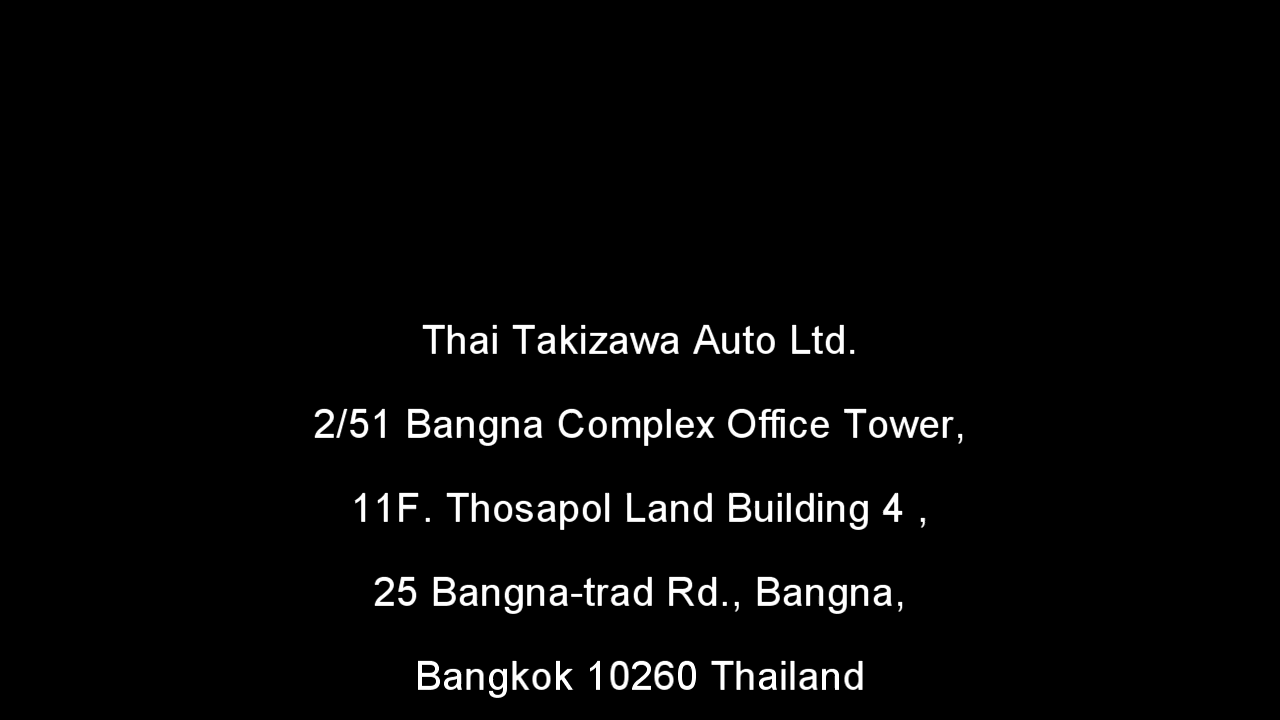 Thai Takizawa Auto Ltd.
2/51 Bangna Complex Office Tower,
11F. Thosapol Land Building 4 ,
25 Bangna-trad Rd., Bangna,
Bangkok 10260 Thailand